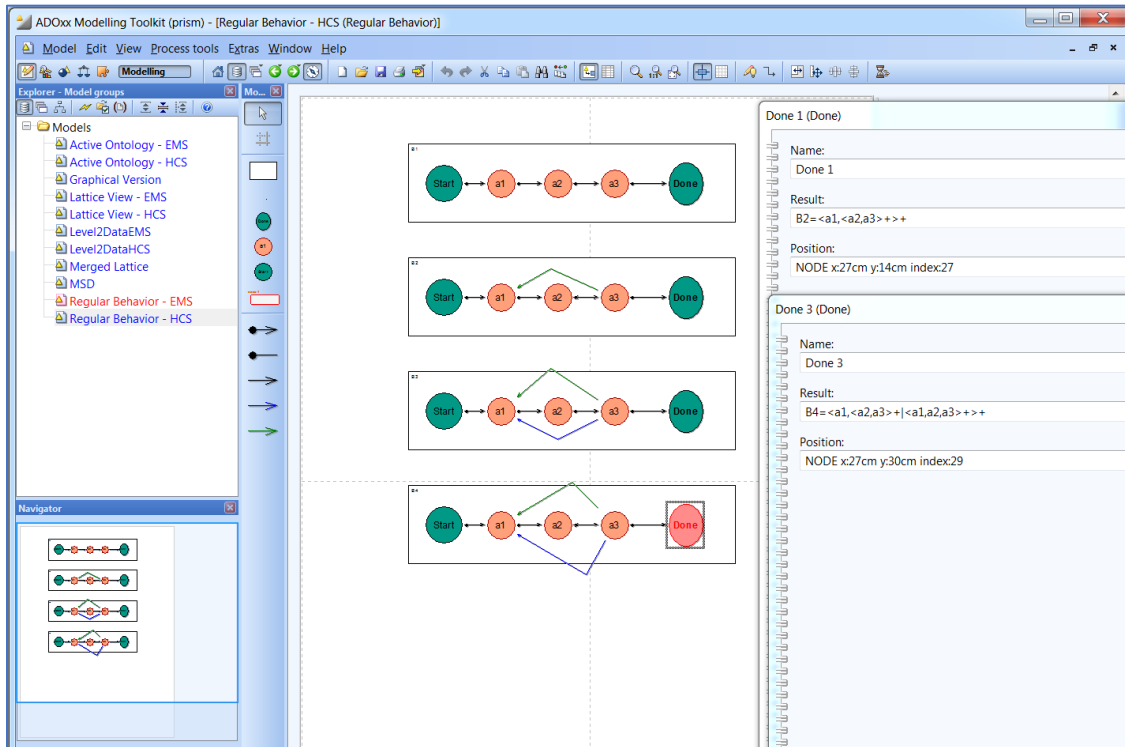 ADOxx Modelling Toolkit (prism) - [Regular Behavior - HCS (Regular Behavior)]
Model Edit View Process tools Extras Window Help
Modelling
Explorer - Model groups
Mo...
Models
Active Ontology - EMS
Active Ontology - HCS
Graphical Version
Lattice View - EMS
Lattice View - HCS
Level2DataEMS
Level2DataHCS
Merged Lattice
MSD
Regular Behavior - EMS
Regular Behavior - HCS
Navigator
B1
Start a1 a2 a3 Done
B2
Start a1 a2 a3 Done
B3
Start a1 a2 a3 Done
B4
Start a1 a2 a3 Done
Done 1 (Done)
Name:
Done 1
Result:
B2=<a1,<a2,a3>+>+
Position:
NODE x:27cm y:14cm index:27
Done 3 (Done)
Name:
Done 3
Result:
B4=<a1,<a2,a3>+|<a1,a2,a3>+>+
Position:
NODE x:27cm y:30cm index:29